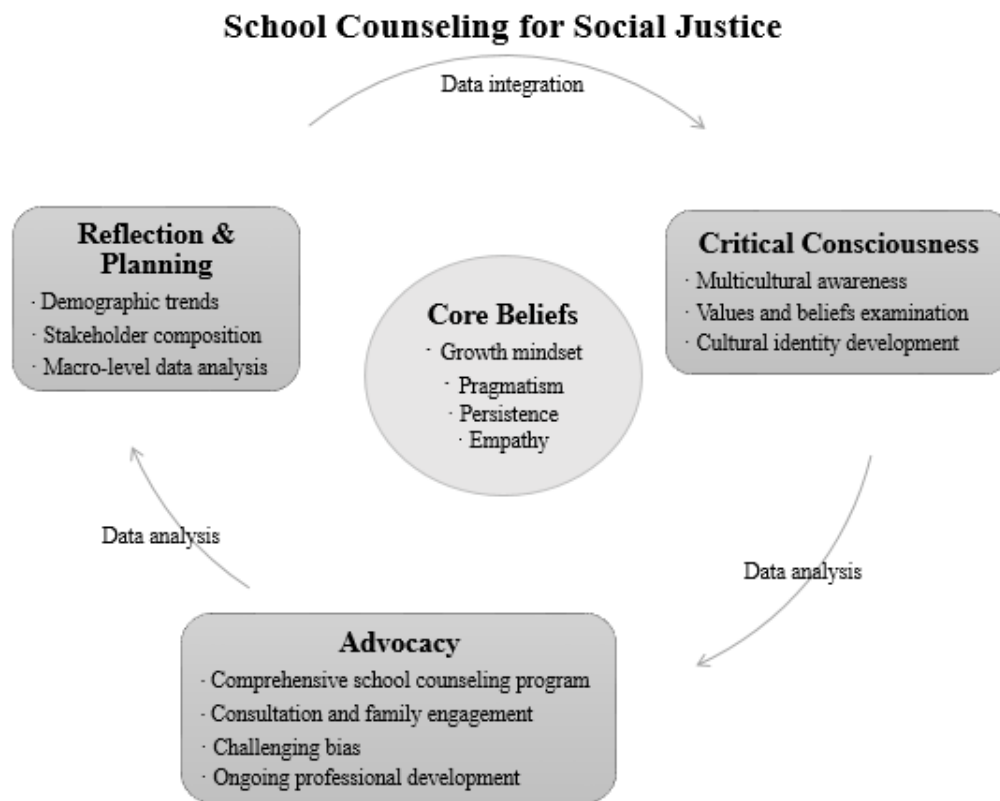 School Counseling for Social Justice
Data integration
Reflection &
Planning
· Demographic trends
· Stakeholder composition
· Macro-level data analysis
Critical Consciousness
· Multicultural awareness
· Values and beliefs examination
· Cultural identity development
Core Beliefs
· Growth mindset
· Pragmatism
· Persistence
· Empathy
Data analysis
Data analysis
Advocacy
· Comprehensive school counseling program
· Consultation and family engagement
· Challenging bias
· Ongoing professional development